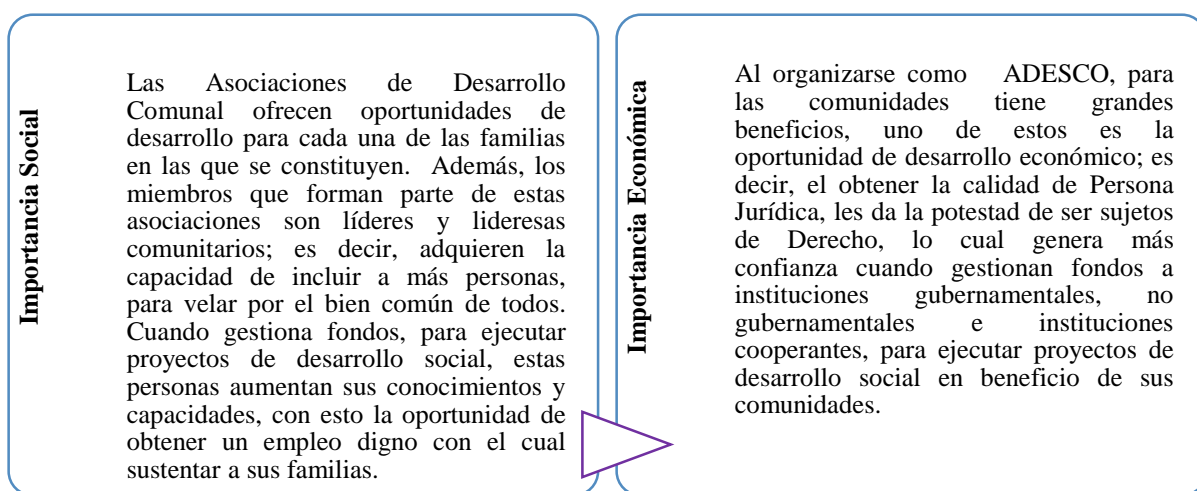 Importancia Social
Las Asociaciones de Desarrollo
Comunal ofrecen oportunidades de
desarrollo para cada una de las familias
en las que se constituyen. Además, los
miembros que forman parte de estas
asociaciones son líderes y lideresas
comunitarios; es decir, adquieren la
capacidad de incluir a más personas,
para velar por el bien común de todos.
Cuando gestiona fondos, para ejecutar
proyectos de desarrollo social, estas
personas aumentan sus conocimientos y
capacidades, con esto la oportunidad de
obtener un empleo digno con el cual
sustentar a sus familias.
Importancia Económica
Al organizarse como ADESCO, para
las comunidades tiene grandes
beneficios, uno de estos es la
oportunidad de desarrollo económico; es
decir, el obtener la calidad de Persona
Jurídica, les da la potestad de ser sujetos
de Derecho, lo cual genera más
confianza cuando gestionan fondos a
instituciones gubernamentales, no
gubernamentales e instituciones
cooperantes, para ejecutar proyectos de
desarrollo social en beneficio de sus
comunidades.